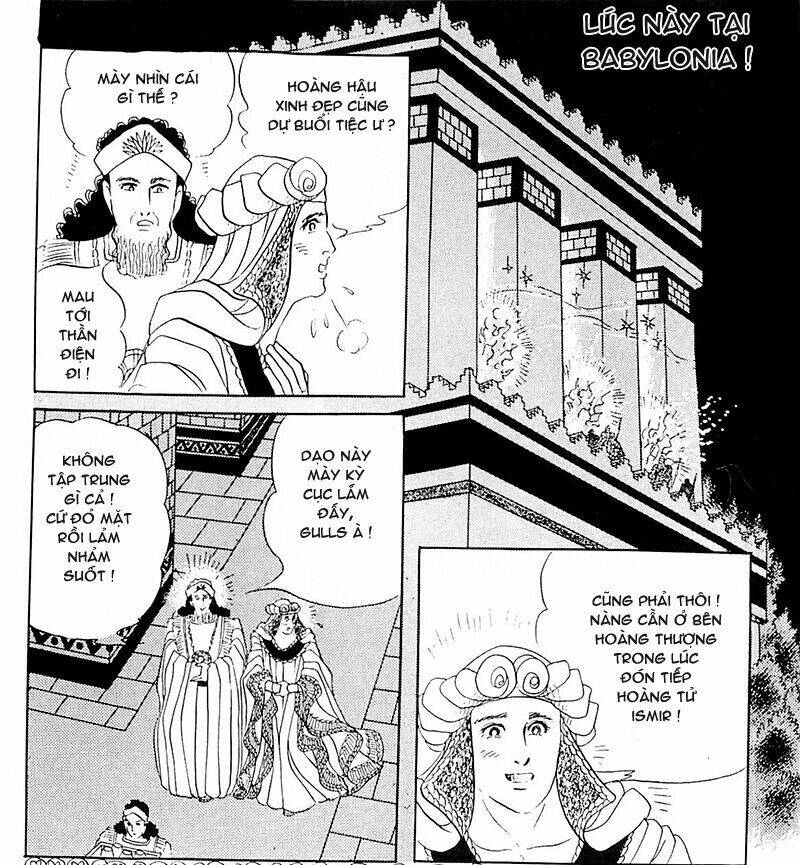 LÚC NÀY TẠI
BABYLONIA !
MÀY NHÌN CÁI
GÌ THẾ ?
HOÀNG HẬU
XINH ĐẸP CŨNG
DỰ BUỔI TIỆC Ư ?
MAU
TỚI
THẦN
ĐIỆN
ĐI !
KHÔNG
TẬP TRUNG
GÌ CẢ !
CỨ ĐỎ MẶT
RỒI LẢM
NHẢM
SUỐT !
DẠO NÀY
MÀY KỲ
CỤC LẮM
ĐẤY,
GULLS À !
CŨNG PHẢI THÔI !
NÀNG CẦN Ở BÊN
HOÀNG THƯỢNG
TRONG LÚC
ĐÓN TIẾP
HOÀNG TỬ
ISMIR !